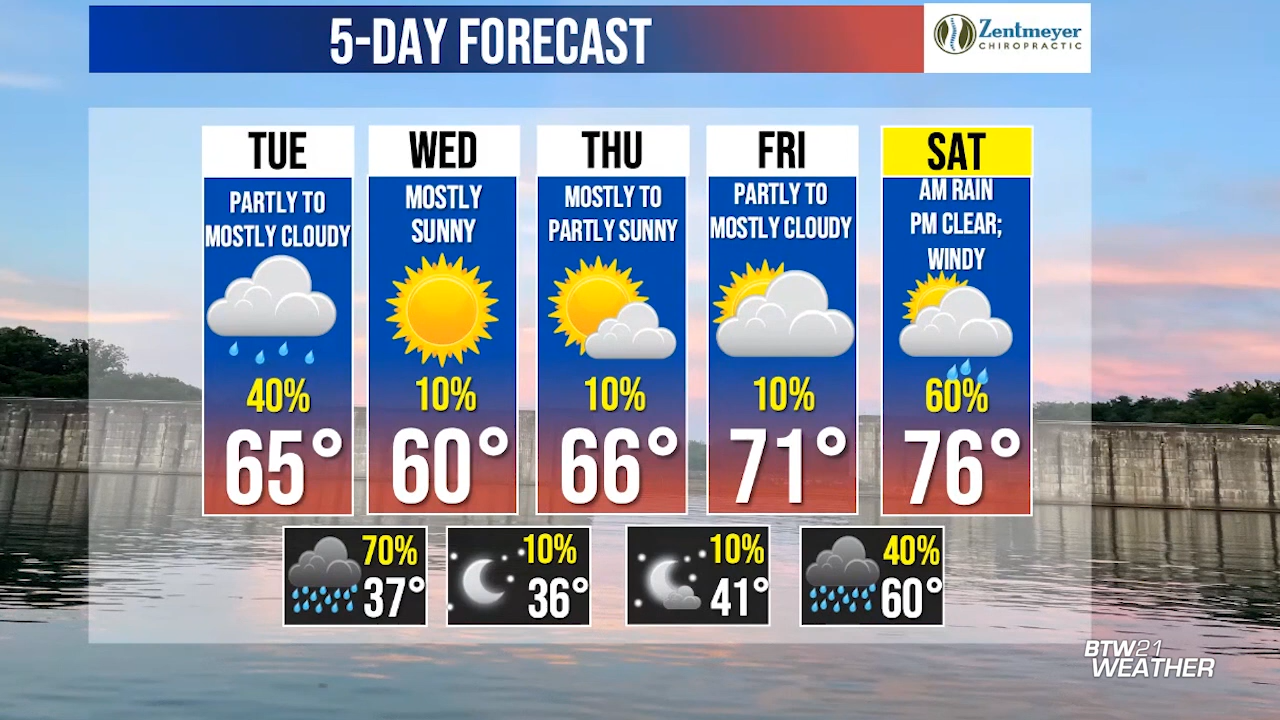 5-DAY FORECAST
Zentmeyer
CHIROPRACTIC
TUE
PARTLY TO
MOSTLY CLOUDY
40%
65°
WED
MOSTLY
SUNNY
10%
60°
THU
MOSTLY TO
PARTLY SUNNY
10%
66°
FRI
PARTLY TO
MOSTLY CLOUDY
10%
71°
SAT
AM RAIN
PM CLEAR;
WINDY
60%
76°
70%
37°
10%
36°
10%
41°
40%
60°
BTW21
WEATHER